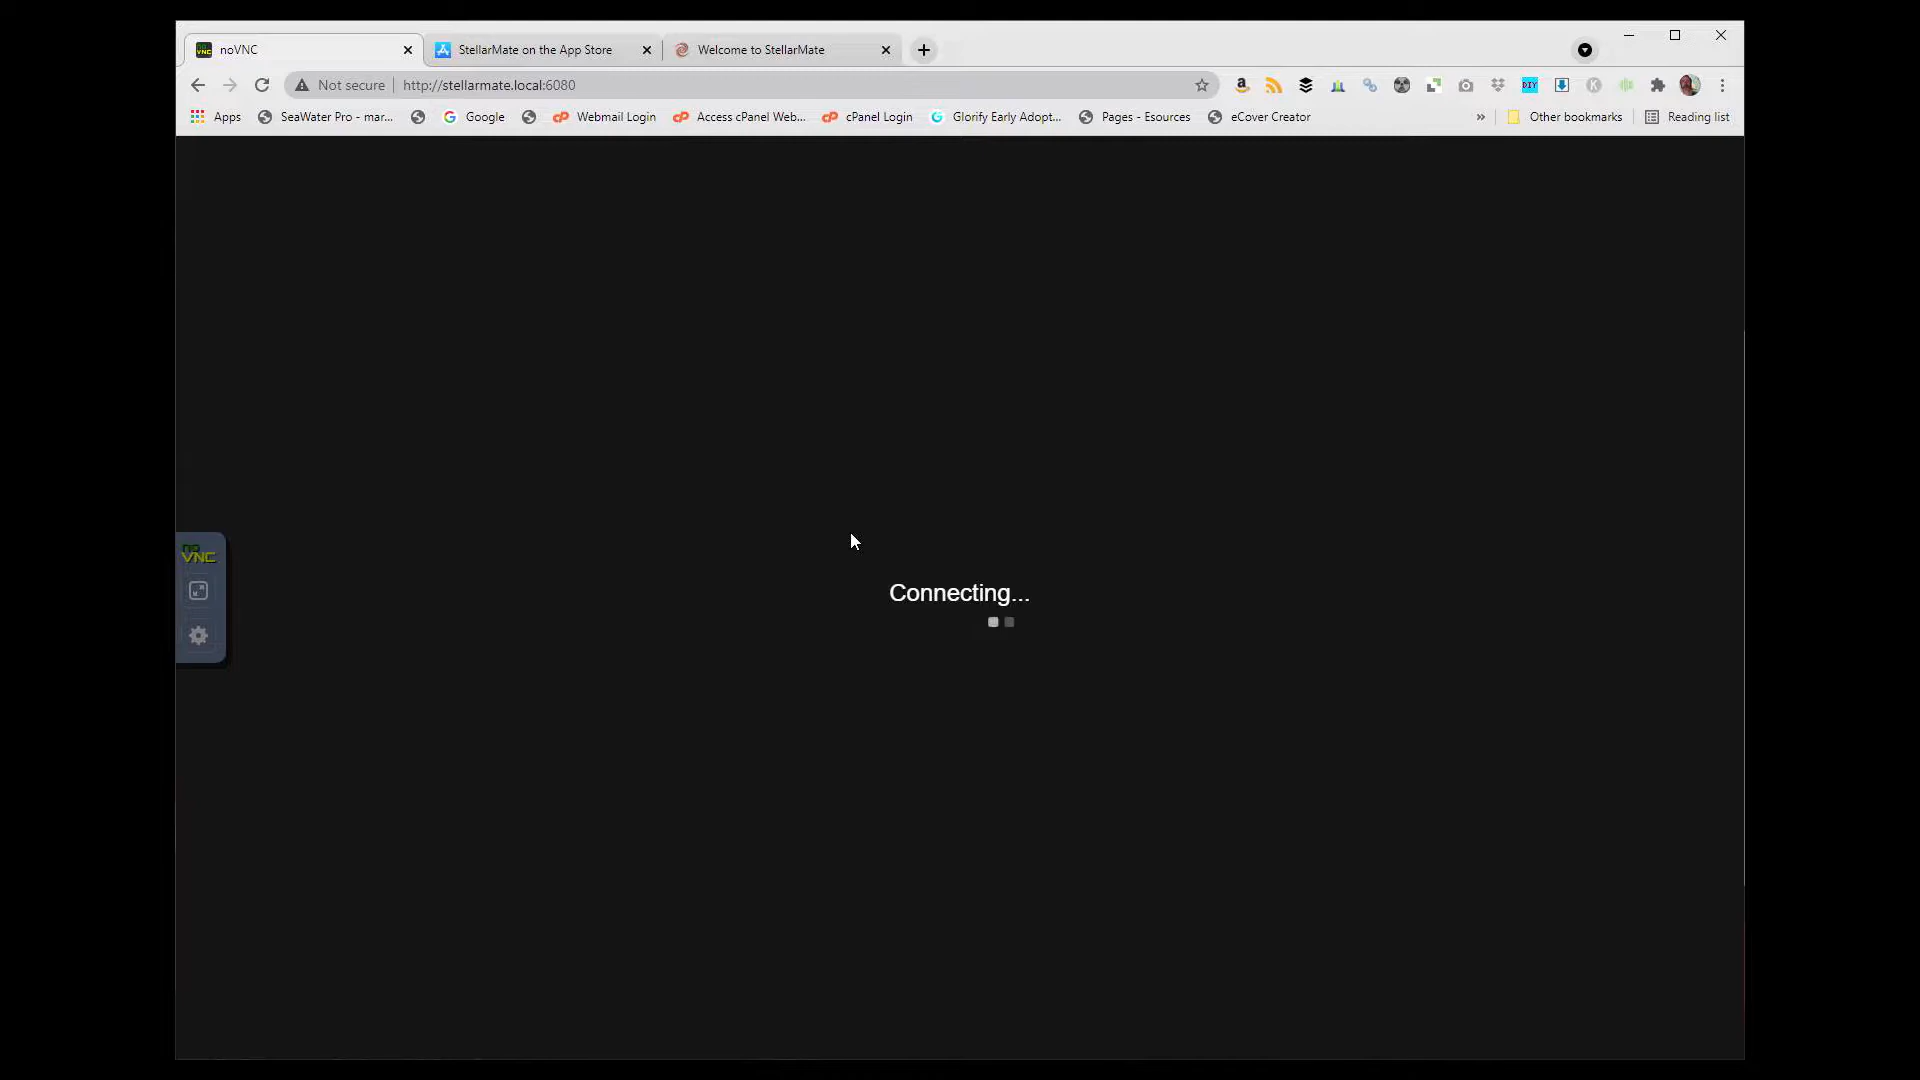 noVNC
StellarMate on the App Store
Welcome to StellarMate
Not secure
http://stellarmate.local:6080
DIY
Apps
SeaWater Pro - mar...
Google
Webmail Login
Access cPanel Web...
cPanel Login
Glorify Early Adopt...
Pages - Esources
eCover Creator
»
Other bookmarks
Reading list
no
VNC
Connecting...